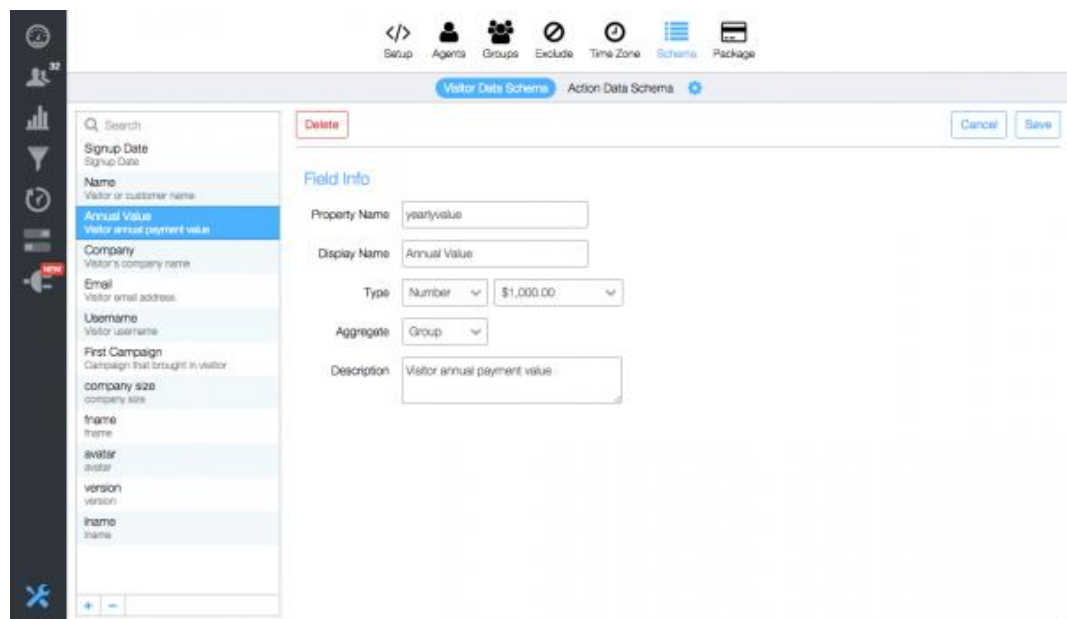 Setup Agents Groups Exclude Time Zone Schema Package
32
Visitor Data Schema Action Data Schema
Search
Delete
Cancel Save
Signup Date
Signup Date
Name
Visitor or customer name
Annual Value
Visitor annual payment value
Company
Visitor's company name
Email
Visitor email address
Username
Visitor username
First Campaign
Campaign that brought in visitor
company size
company size
fname
fname
avatar
avatar
version
version
lname
lname
+ −
NEW
Field Info
Property Name yearlyvalue
Display Name Annual Value
Type Number $1,000.00
Aggregate Group
Description Visitor annual payment value